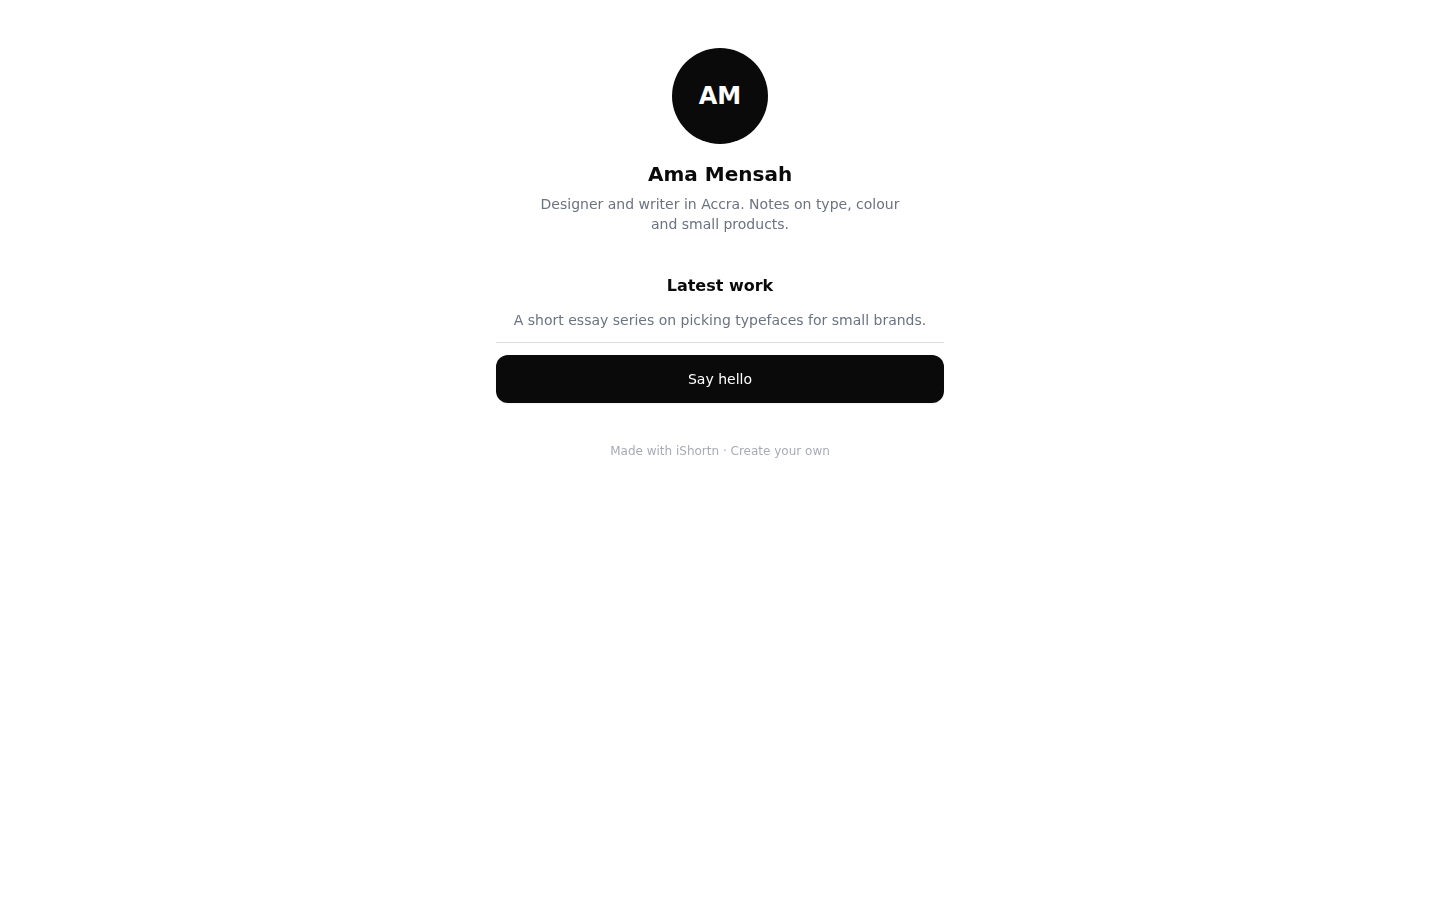 AM
Ama Mensah
Designer and writer in Accra. Notes on type, colour
and small products.
Latest work
A short essay series on picking typefaces for small brands.
Say hello
Made with iShortn · Create your own